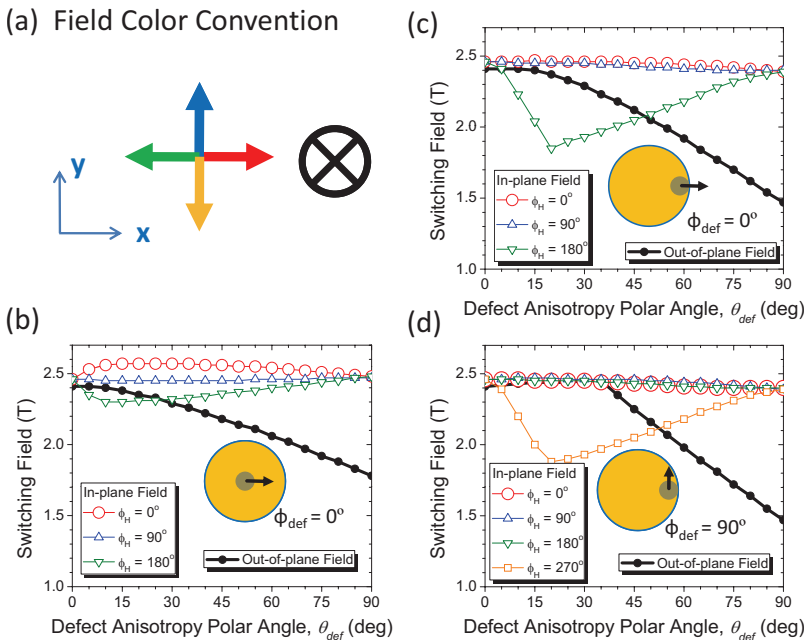 (a) Field Color Convention
y
x
(b)
Switching Field (T)
2.5
2.0
1.5
1.0
0 15 30 45 60 75 90
Defect Anisotropy Polar Angle, θdef (deg)
In-plane Field
ϕH = 0°
ϕH = 90°
ϕH = 180°
Φdef = 0º
Out-of-plane Field
(c)
Switching Field (T)
2.5
2.0
1.5
1.0
0 15 30 45 60 75 90
Defect Anisotropy Polar Angle, θdef (deg)
In-plane Field
ϕH = 0°
ϕH = 90°
ϕH = 180°
Φdef = 0º
Out-of-plane Field
(d)
Switching Field (T)
2.5
2.0
1.5
1.0
0 15 30 45 60 75 90
Defect Anisotropy Polar Angle, θdef (deg)
In-plane Field
ϕH = 0°
ϕH = 90°
ϕH = 180°
ϕH = 270°
Φdef = 90º
Out-of-plane Field